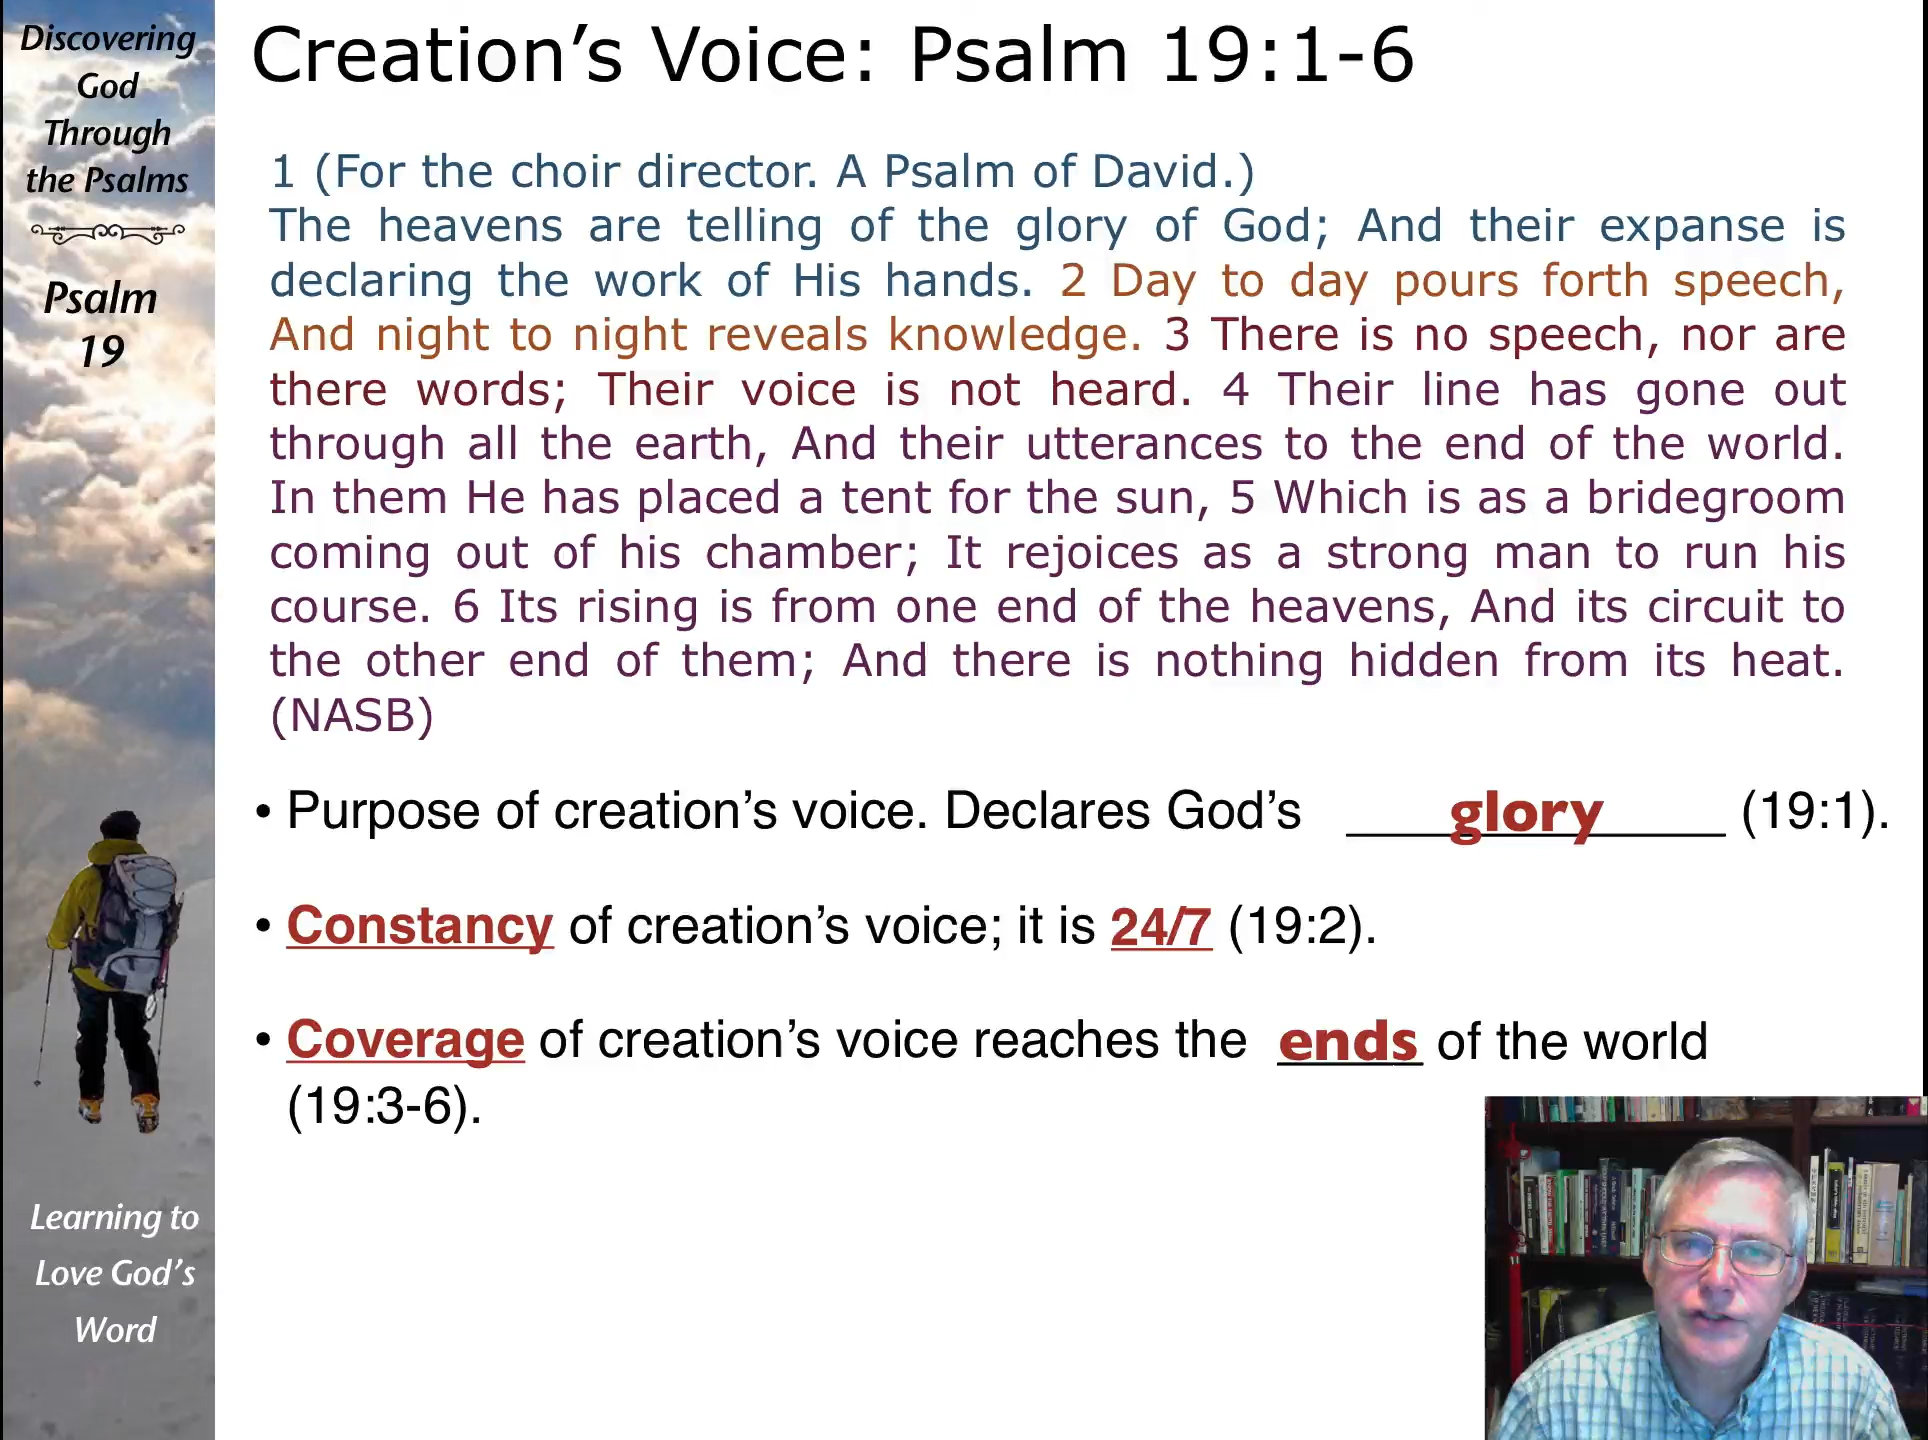 Discovering
God
Through
the Psalms
Psalm
19
Learning to
Love God's
Word
Creation’s Voice: Psalm 19:1-6
1 (For the choir director. A Psalm of David.)
The heavens are telling of the glory of God; And their expanse is
declaring the work of His hands. 2 Day to day pours forth speech,
And night to night reveals knowledge. 3 There is no speech, nor are
there words; Their voice is not heard. 4 Their line has gone out
through all the earth, And their utterances to the end of the world.
In them He has placed a tent for the sun, 5 Which is as a bridegroom
coming out of his chamber; It rejoices as a strong man to run his
course. 6 Its rising is from one end of the heavens, And its circuit to
the other end of them; And there is nothing hidden from its heat.
(NASB)
• Purpose of creation’s voice. Declares God’s glory (19:1).
• Constancy of creation’s voice; it is 24/7 (19:2).
• Coverage of creation’s voice reaches the ends of the world
(19:3-6).